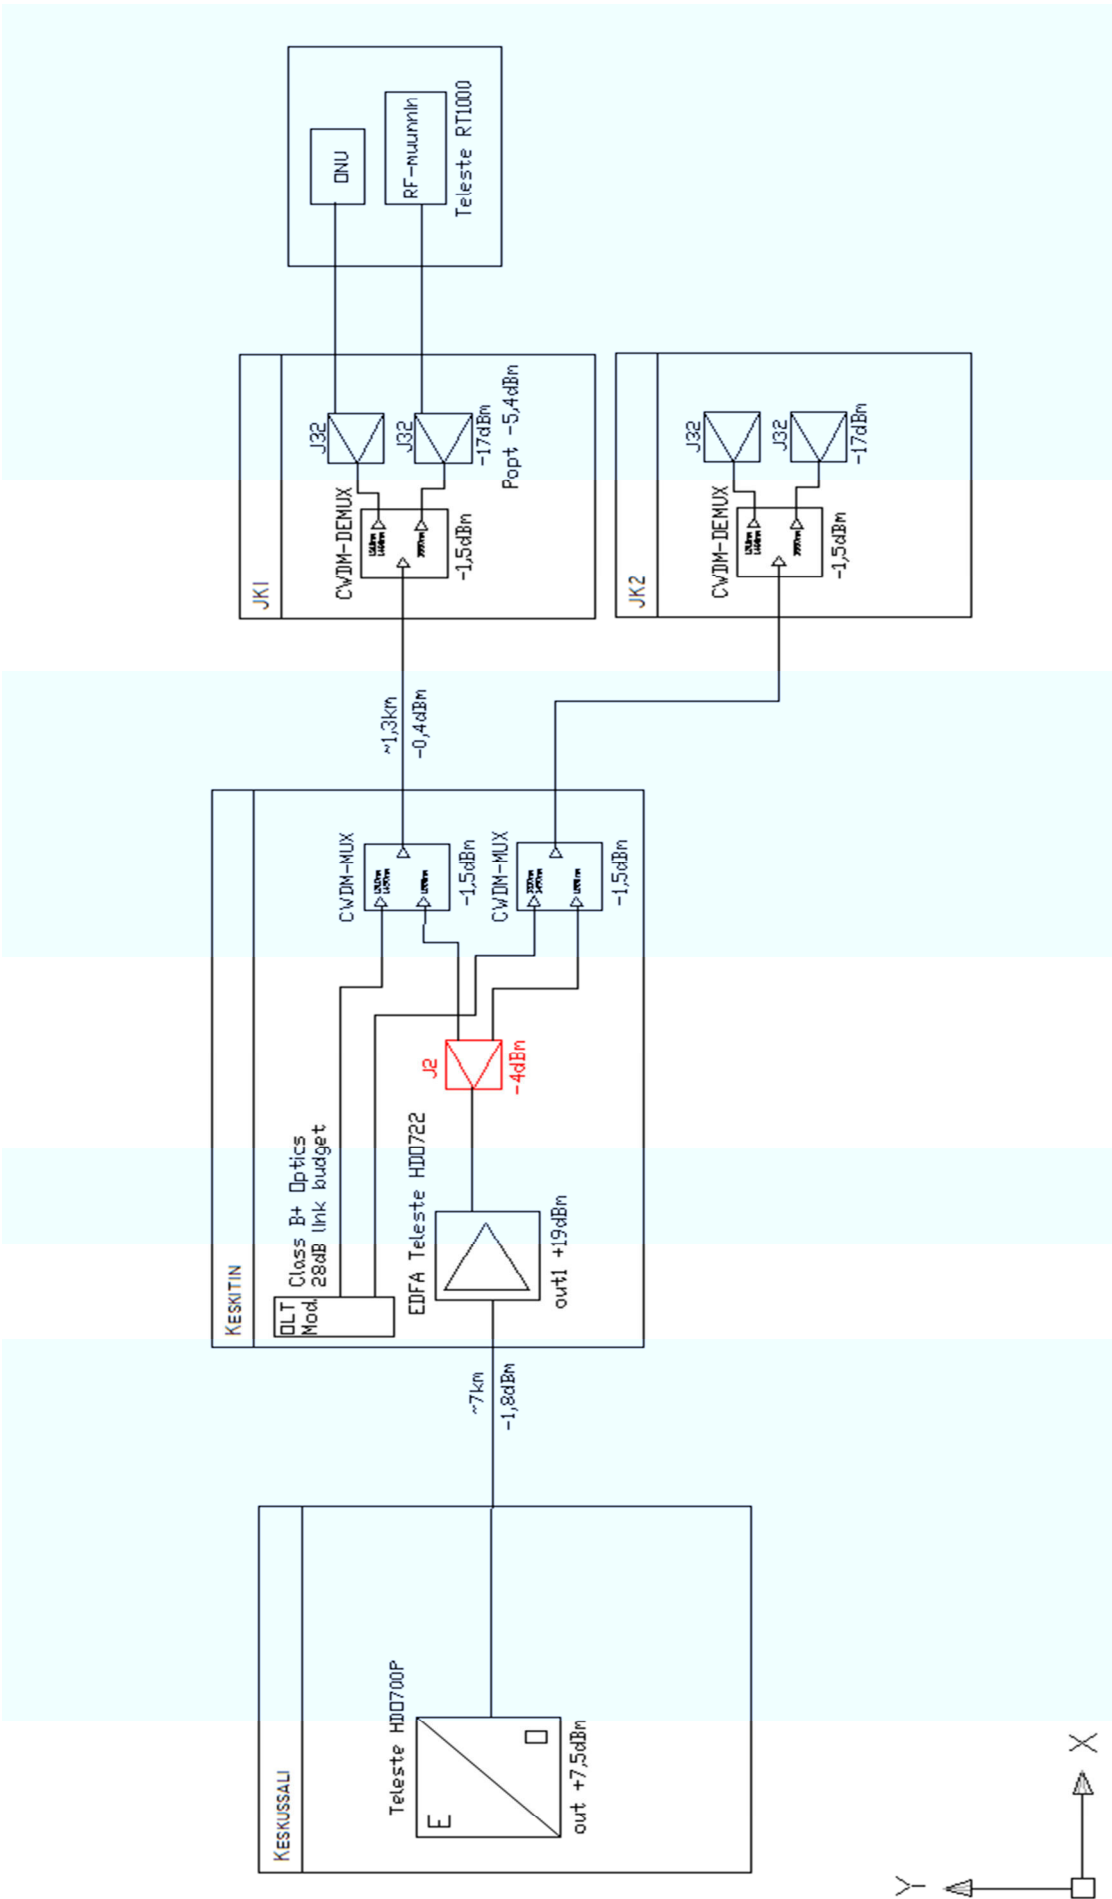 KESKUSSALI
Teleste HDO700P
E
O
out +7,5dBm
~7km
-1,8dBm
KESKITIN
OLT
Mod.
Class B+ Optics
28dB link budget
EDFA Teleste HDO722
out1 +19dBm
J2
-4dBm
CWDM-MUX
-1,5dBm
CWDM-MUX
-1,5dBm
~1,3km
-0,4dBm
JK1
CWDM-DEMUX
-1,5dBm
J32
J32
-17dBm
Popt -5,4dBm
ONU
RF-muunnin
Teleste RT1000
JK2
CWDM-DEMUX
-1,5dBm
J32
J32
-17dBm
Y
X